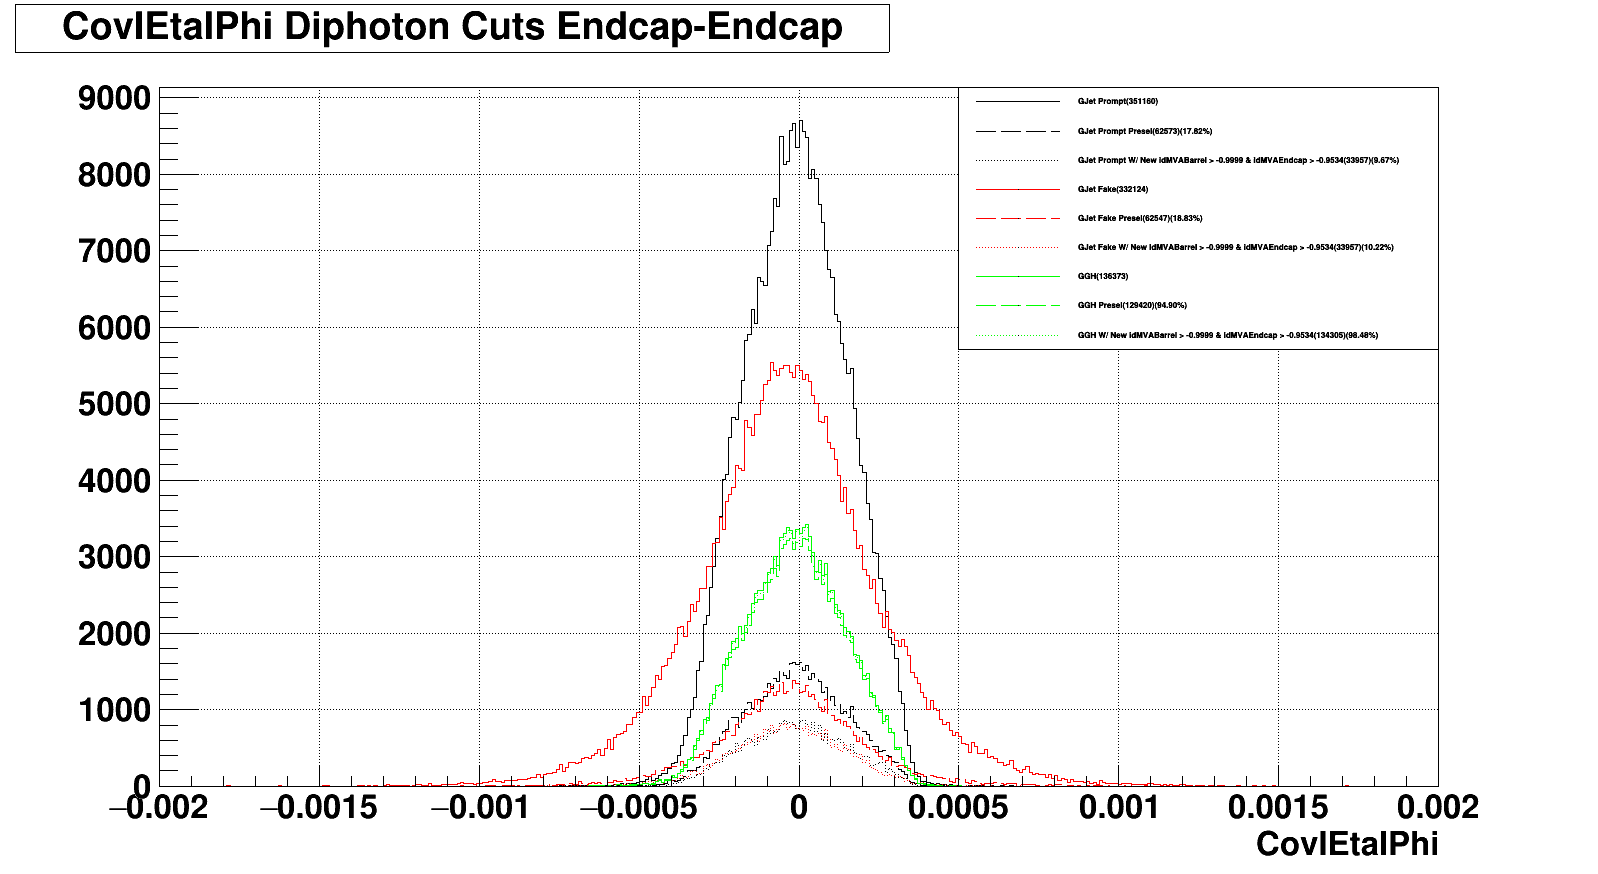 CovIEtaIPhi Diphoton Cuts Endcap-Endcap
9000
8000
7000
6000
5000
4000
3000
2000
1000
0
GJet Prompt(351160)
GJet Prompt Presel(62573)(17.82%)
GJet Prompt W/ New idMVABarrel > -0.9999 & idMVAEndcap > -0.9534(33957)(9.67%)
GJet Fake(332124)
GJet Fake Presel(62547)(18.83%)
GJet Fake W/ New idMVABarrel > -0.9999 & idMVAEndcap > -0.9534(33957)(10.22%)
GGH(136373)
GGH Presel(129420)(94.90%)
GGH W/ New idMVABarrel > -0.9999 & idMVAEndcap > -0.9534(134305)(98.48%)
−0.002 −0.0015 −0.001 −0.0005 0 0.0005 0.001 0.0015 0.002
CovIEtaIPhi